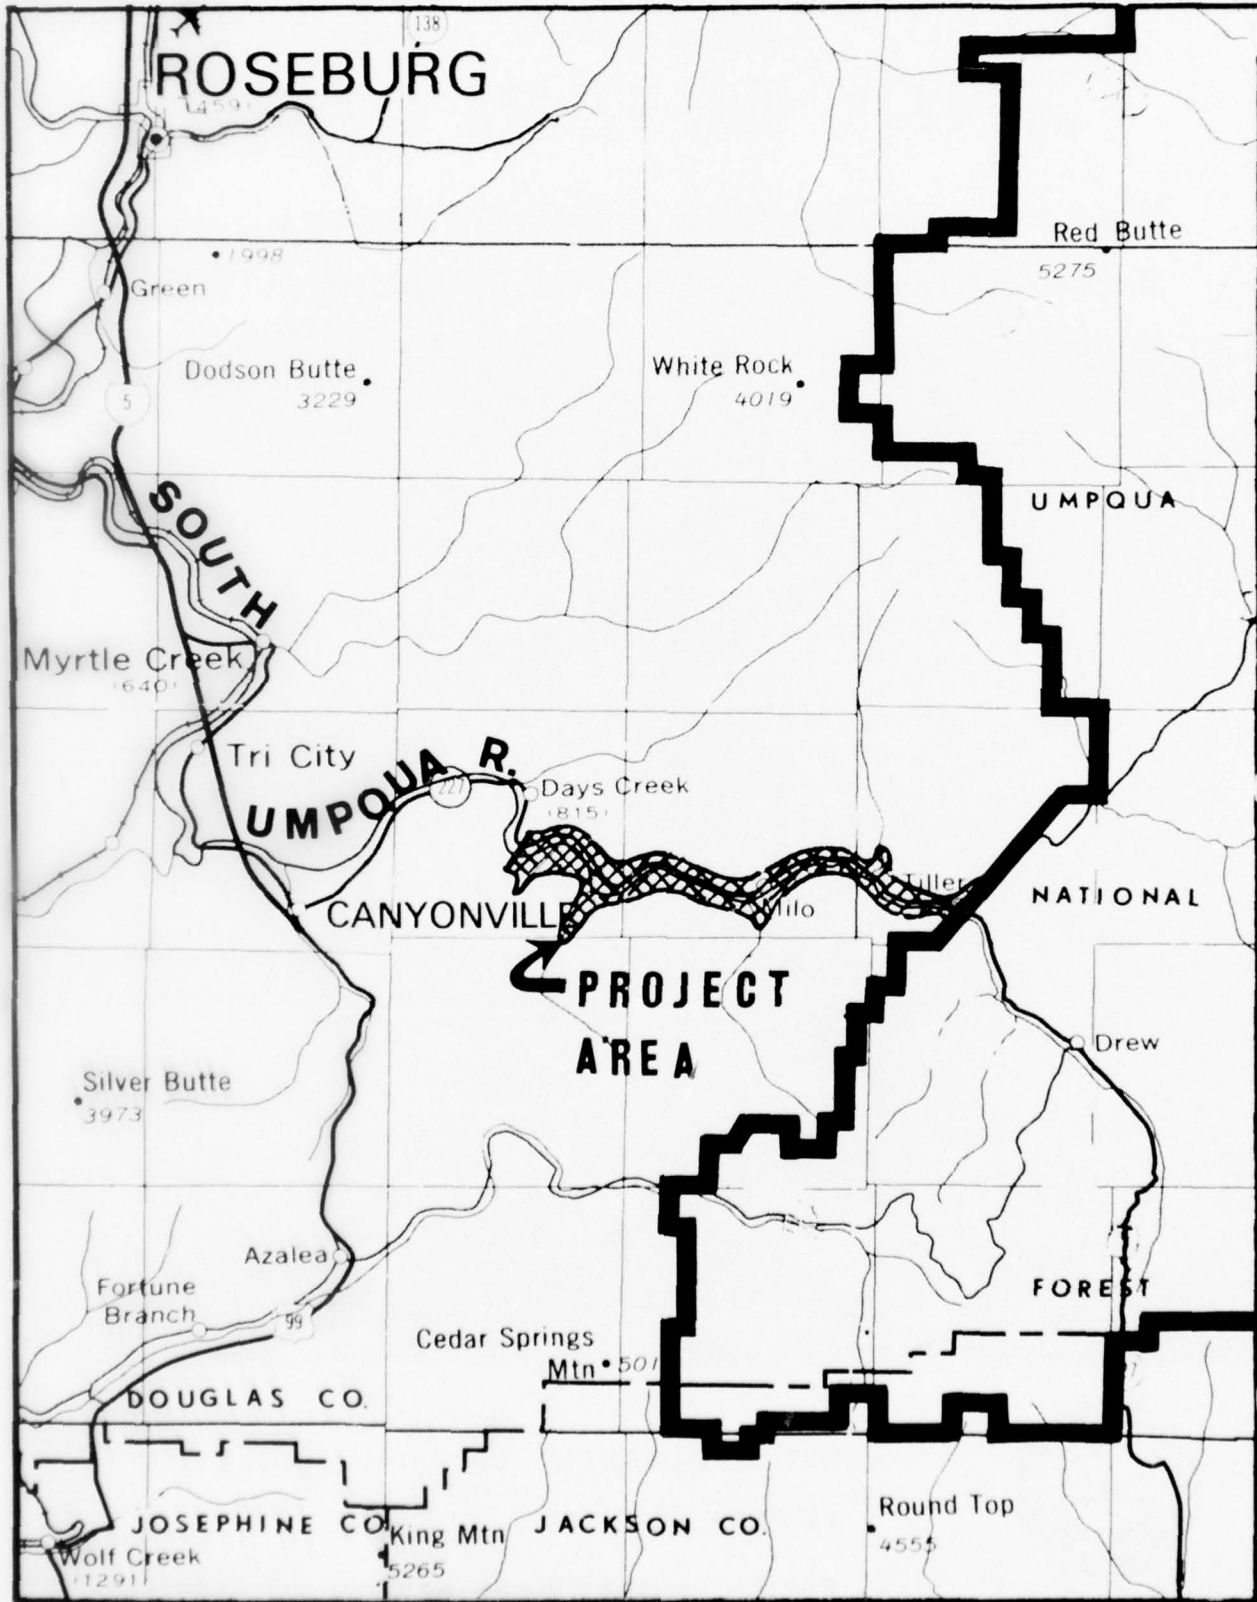 138
ROSEBURG
(459)
1998
Green
Red Butte
5275
Dodson Butte
3229
White Rock
4019
5
SOUTH
UMPQUA
Myrtle Creek
(640)
Tri City
UMPQUA R.
227
Days Creek
(815)
Tiller
Milo
NATIONAL
CANYONVILLE
PROJECT
AREA
Drew
Silver Butte
3973
Azalea
Fortune
Branch
99
FOREST
Cedar Springs
Mtn 501
DOUGLAS CO.
JOSEPHINE CO
King Mtn
5265
JACKSON CO.
Round Top
4555
Wolf Creek
(1291)